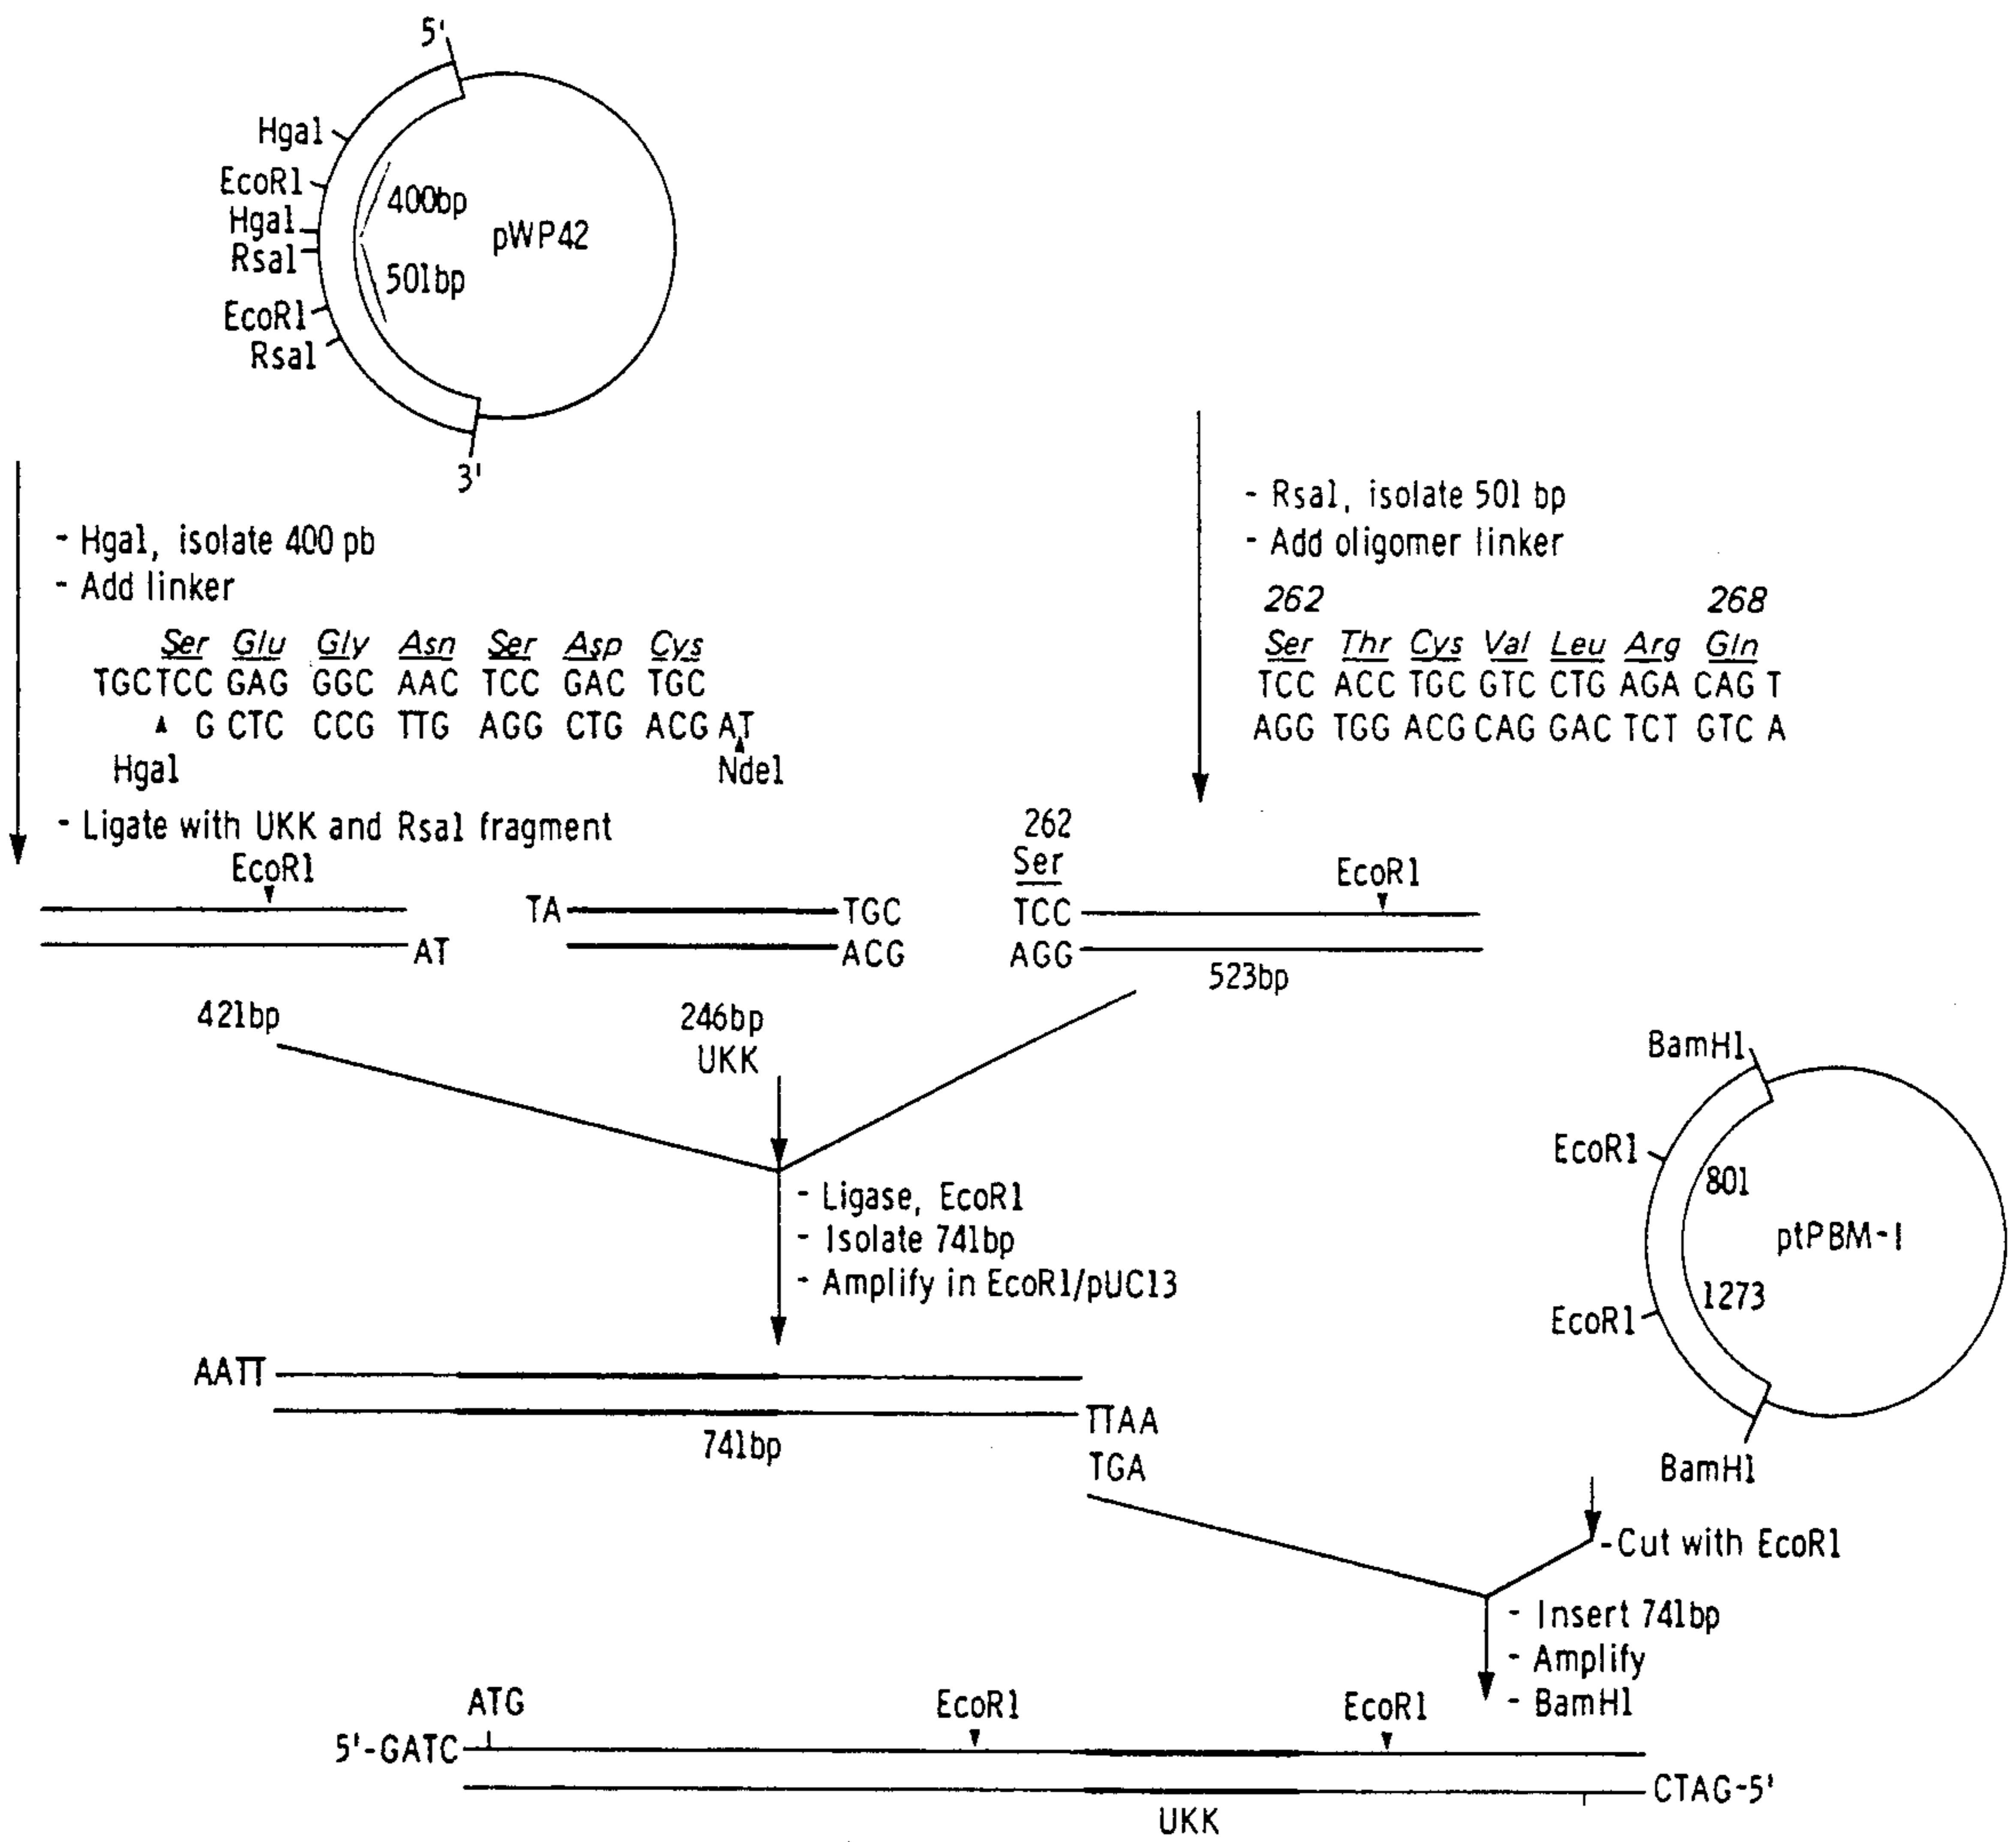 5'
HgaI
EcoR1
HgaI
RsaI
EcoR1
RsaI
400bp
501bp
pWP42
3'
- HgaI, isolate 400 pb
- Add linker
Ser Glu Gly Asn Ser Asp Cys
TGCTCC GAG GGC AAC TCC GAC TGC
G CTC CCG TTG AGG CTG ACG AT
HgaI
NdeI
- Ligate with UKK and RsaI fragment
- RsaI, isolate 501 bp
- Add oligomer linker
262 268
Ser Thr Cys Val Leu Arg Gln
TCC ACC TGC GTC CTG AGA CAG T
AGG TGG ACG CAG GAC TCT GTC A
EcoR1
AT
421bp
TA TGC
ACG
246bp
UKK
262
Ser
TCC
AGG
EcoR1
523bp
- Ligase, EcoR1
- Isolate 741bp
- Amplify in EcoR1/pUC13
BamH1
EcoR1
801
ptPBM-1
1273
EcoR1
BamH1
AATT
741bp
TTAA
TGA
-Cut with EcoR1
- Insert 741bp
- Amplify
- BamH1
ATG
EcoR1
EcoR1
5'-GATC
CTAG-5'
UKK